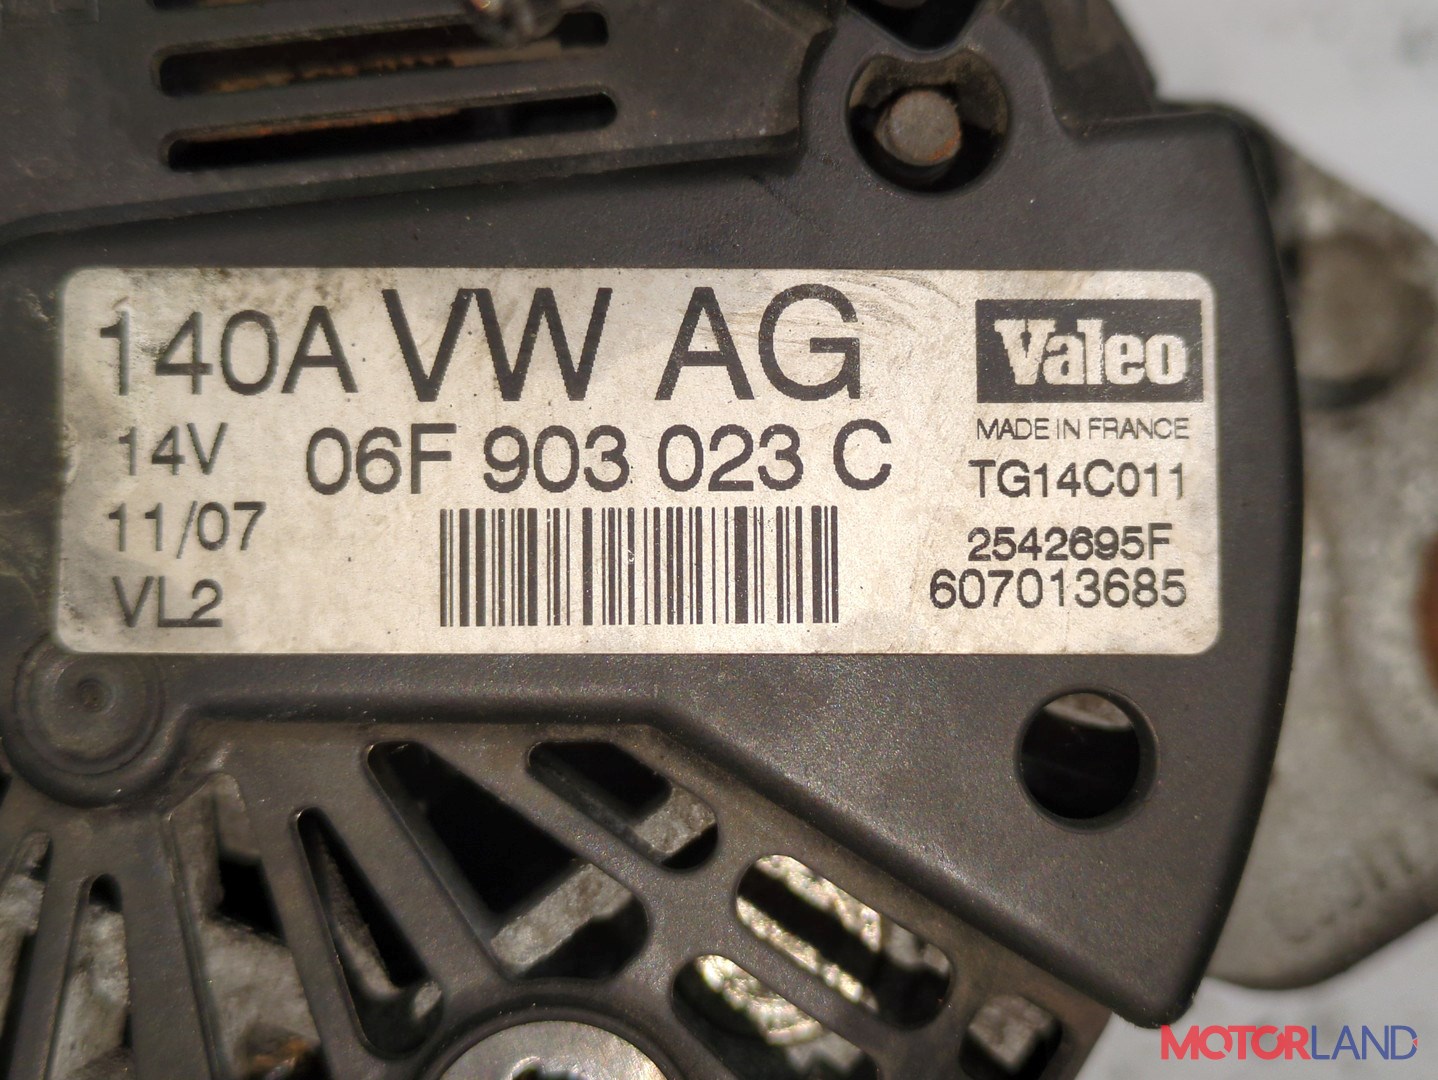 140A VW AG
Valeo
14V 06F 903 023 C
MADE IN FRANCE
TG14C011
11/07
2542695F
VL2
607013685
MOTORLAND